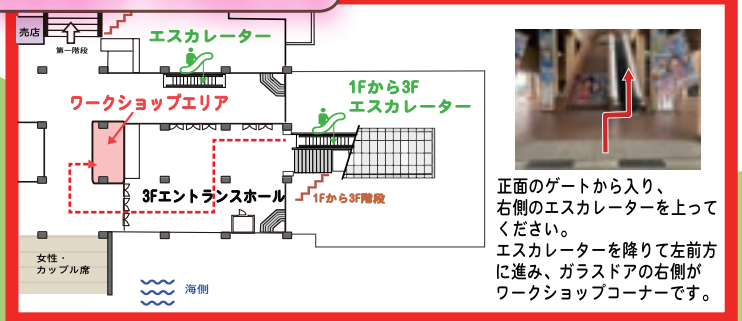 売店
第一階段
エスカレーター
1Fから3F
エスカレーター
ワークショップエリア
3Fエントランスホール
1Fから3F階段
女性・
カップル席
海側
正面のゲートから入り、
右側のエスカレーターを上って
ください。
エスカレーターを降りて左前方
に進み、ガラスドアの右側が
ワークショップコーナーです。